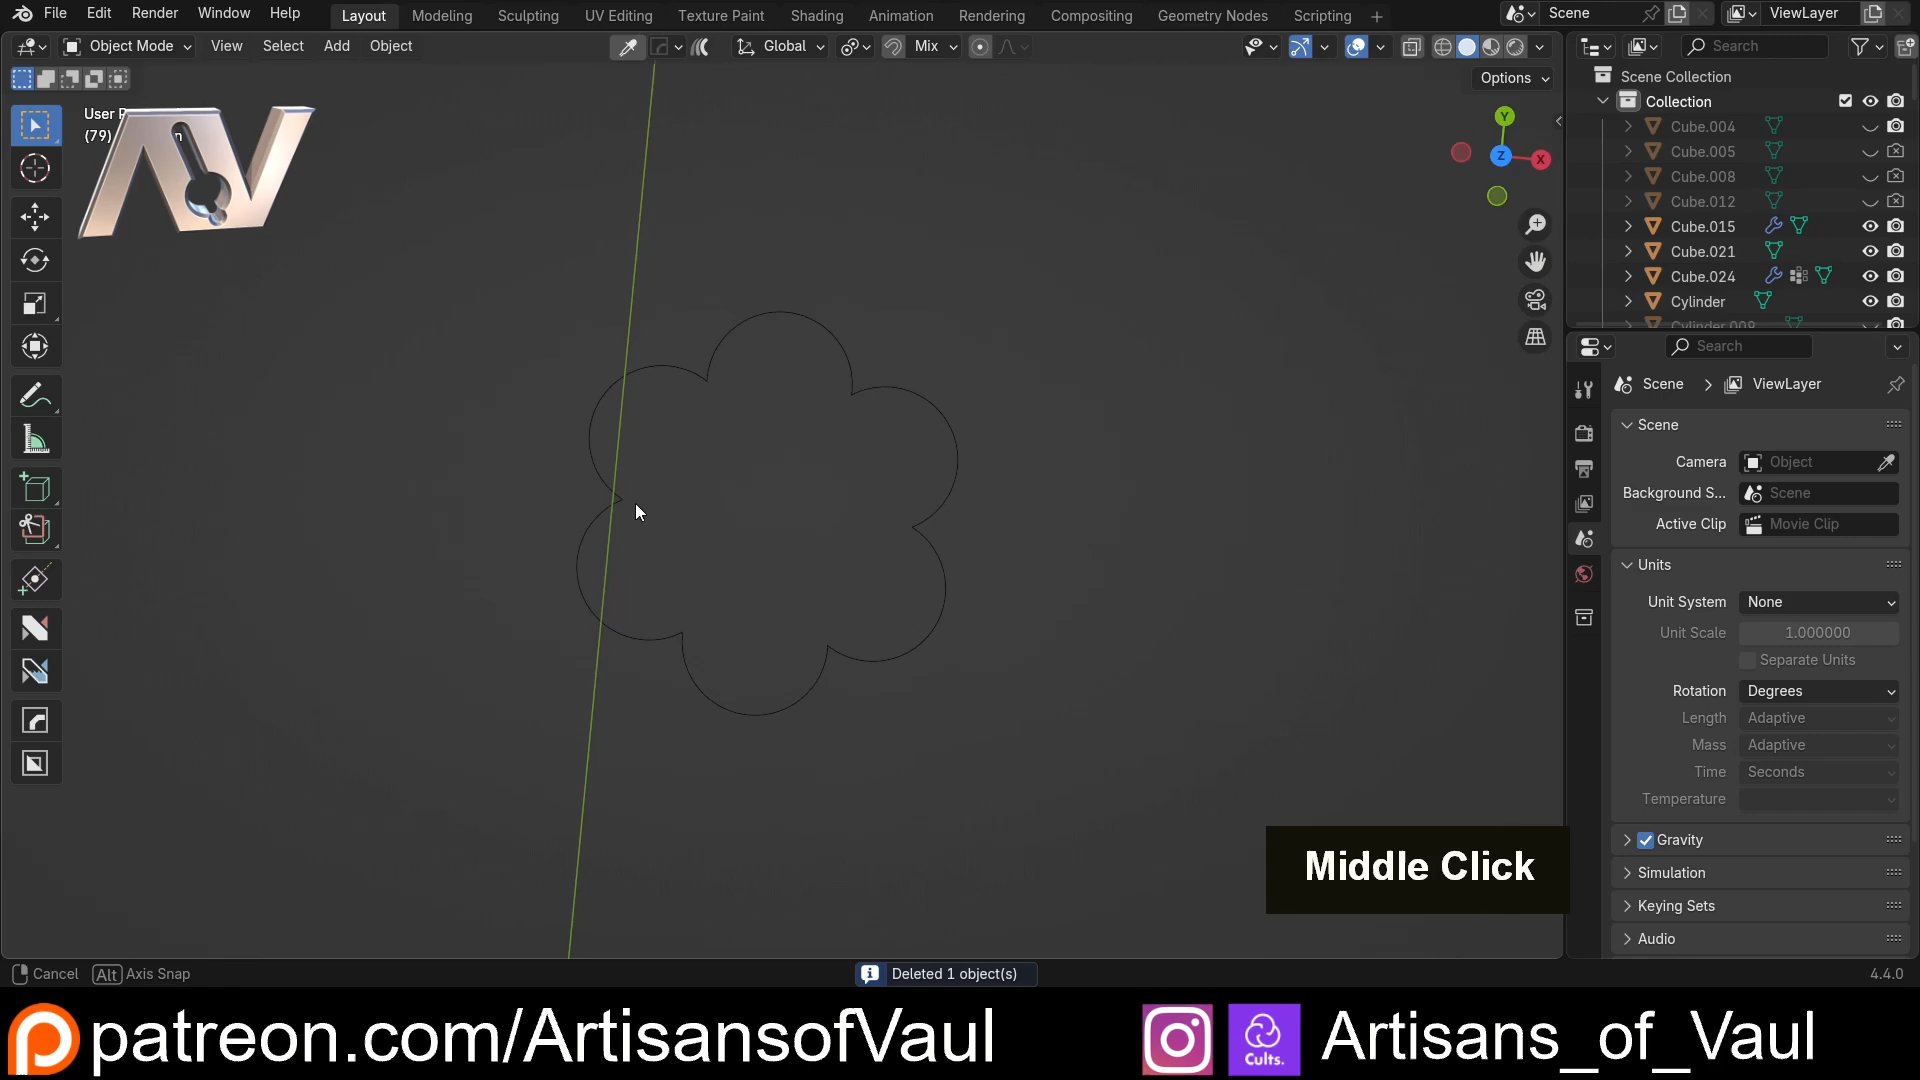 File Edit Render Window Help
Layout Modeling Sculpting UV Editing Texture Paint Shading Animation Rendering Compositing Geometry Nodes Scripting
Scene
ViewLayer
Object Mode View Select Add Object
Global
Mix
Search
Options
User P
(79)
n
AV
Y
Z
X
Scene Collection
Collection
Cube.004
Cube.005
Cube.008
Cube.012
Cube.015
Cube.021
Cube.024
Cylinder
Cylinder.009
Search
Scene
ViewLayer
Scene
Camera Object
Background S... Scene
Active Clip Movie Clip
Units
Unit System None
Unit Scale 1.000000
Separate Units
Rotation Degrees
Length Adaptive
Mass Adaptive
Time Seconds
Temperature
Gravity
Simulation
Keying Sets
Audio
Middle Click
Cancel Alt Axis Snap
Deleted 1 object(s)
4.4.0
patreon.com/ArtisansofVaul
Cults.
Artisans_of_Vaul